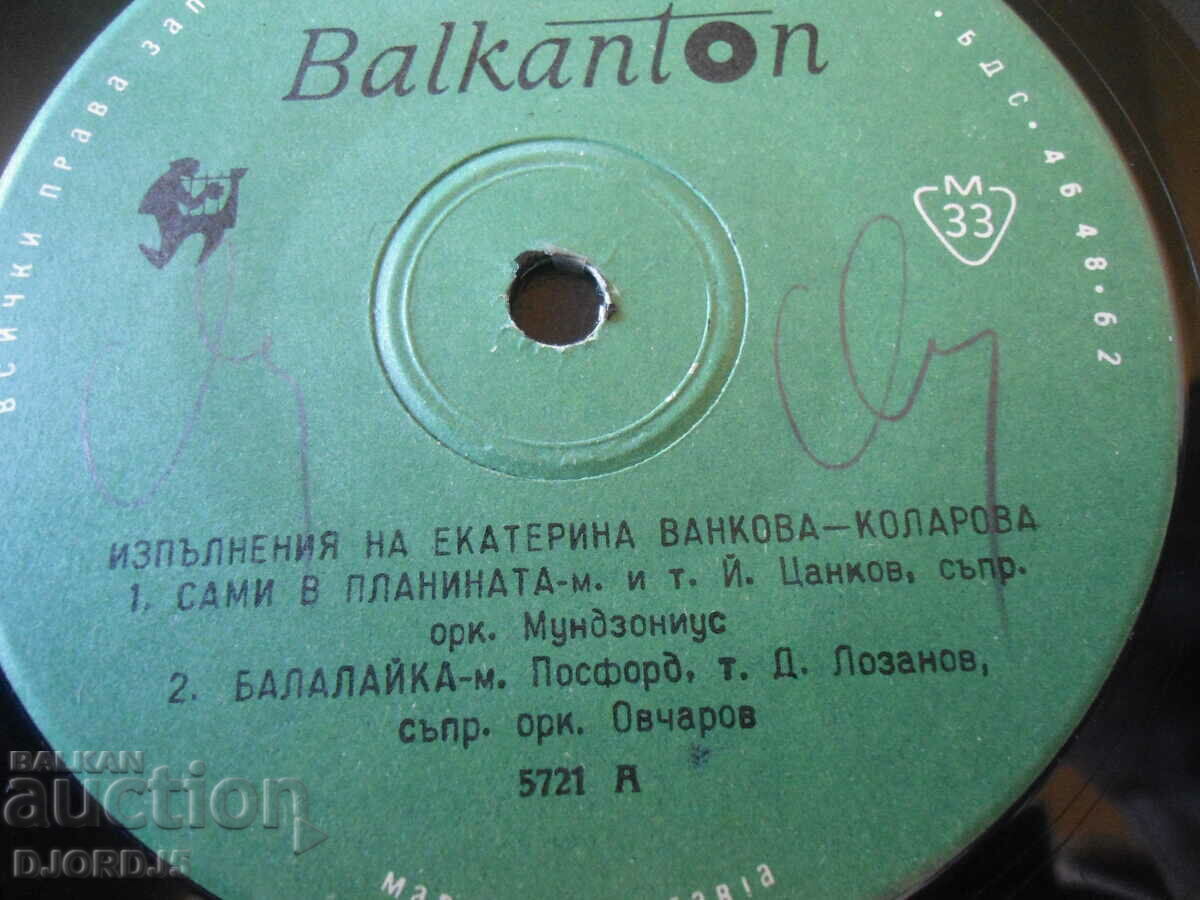 Balkanton
всички права зап
БДС·4648·62
М
33
ИЗПЪЛНЕНИЯ НА ЕКАТЕРИНА ВАНКОВА—КОЛАРОВА
1. САМИ В ПЛАНИНАТА-м. и т. Й. Цанков, съпр.
орк. Мундзониус
2. БАЛАЛАЙКА-м. Посфорд, т. Д. Лозанов,
съпр. орк. Овчаров
5721 А
BALKAN
auction
DJORDJ5